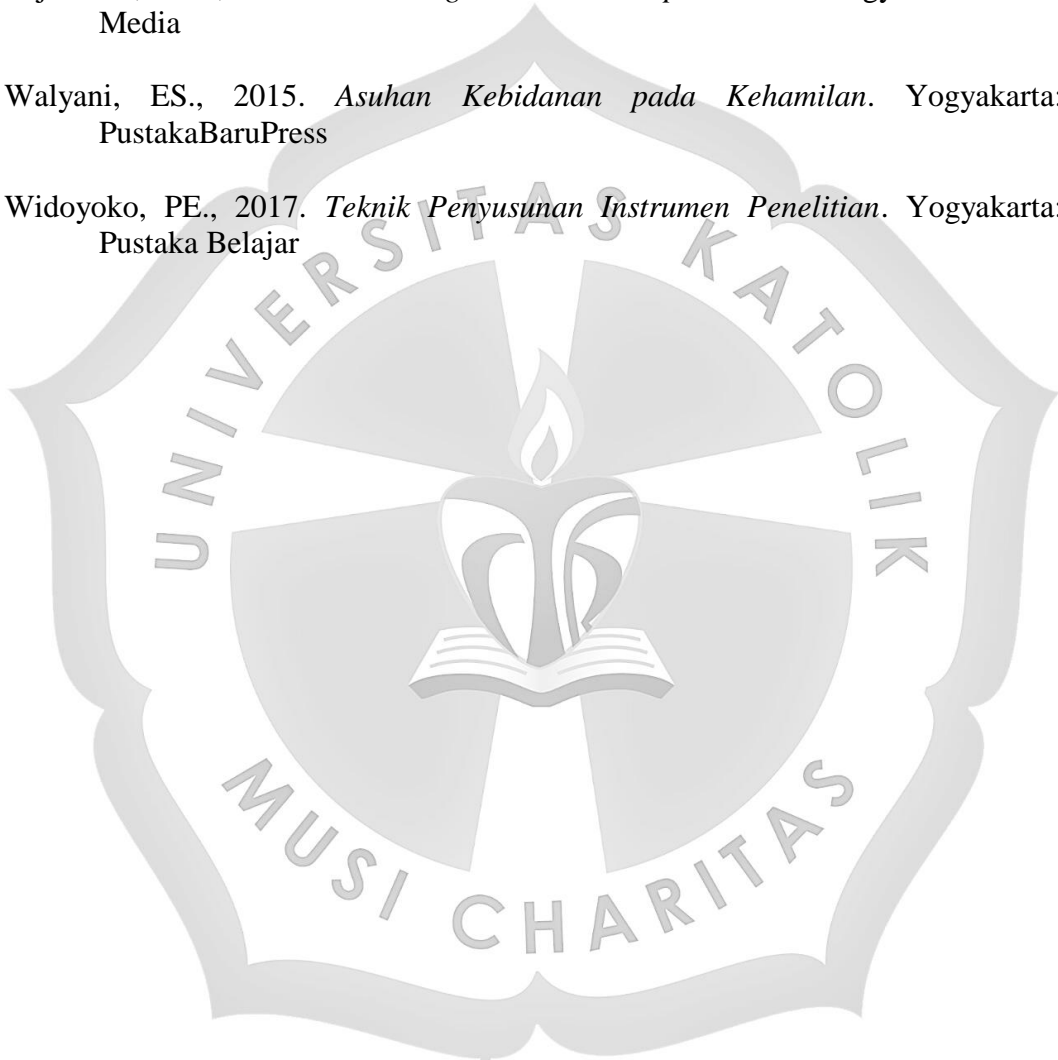 Media
Walyani, ES., 2015. Asuhan Kebidanan pada Kehamilan. Yogyakarta:
PustakaBaruPress
Widoyoko, PE., 2017. Teknik Penyusunan Instrumen Penelitian. Yogyakarta:
Pustaka Belajar
UNIVERSITAS KATOLIK
MUSI CHARITAS